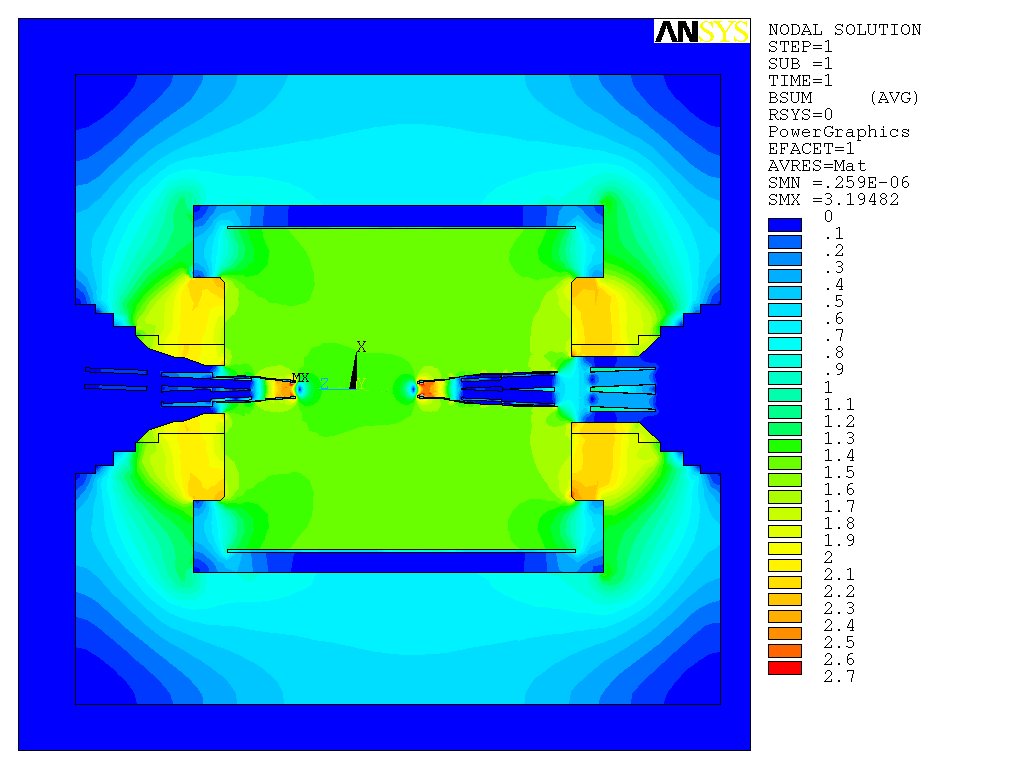 ANSYS
NODAL SOLUTION
STEP=1
SUB =1
TIME=1
BSUM (AVG)
RSYS=0
PowerGraphics
EFACET=1
AVRES=Mat
SMN =.259E-06
SMX =3.19482
0
.1
.2
.3
.4
.5
.6
.7
.8
.9
1
1.1
1.2
1.3
1.4
1.5
1.6
1.7
1.8
1.9
2
2.1
2.2
2.3
2.4
2.5
2.6
2.7
X
MX
Z